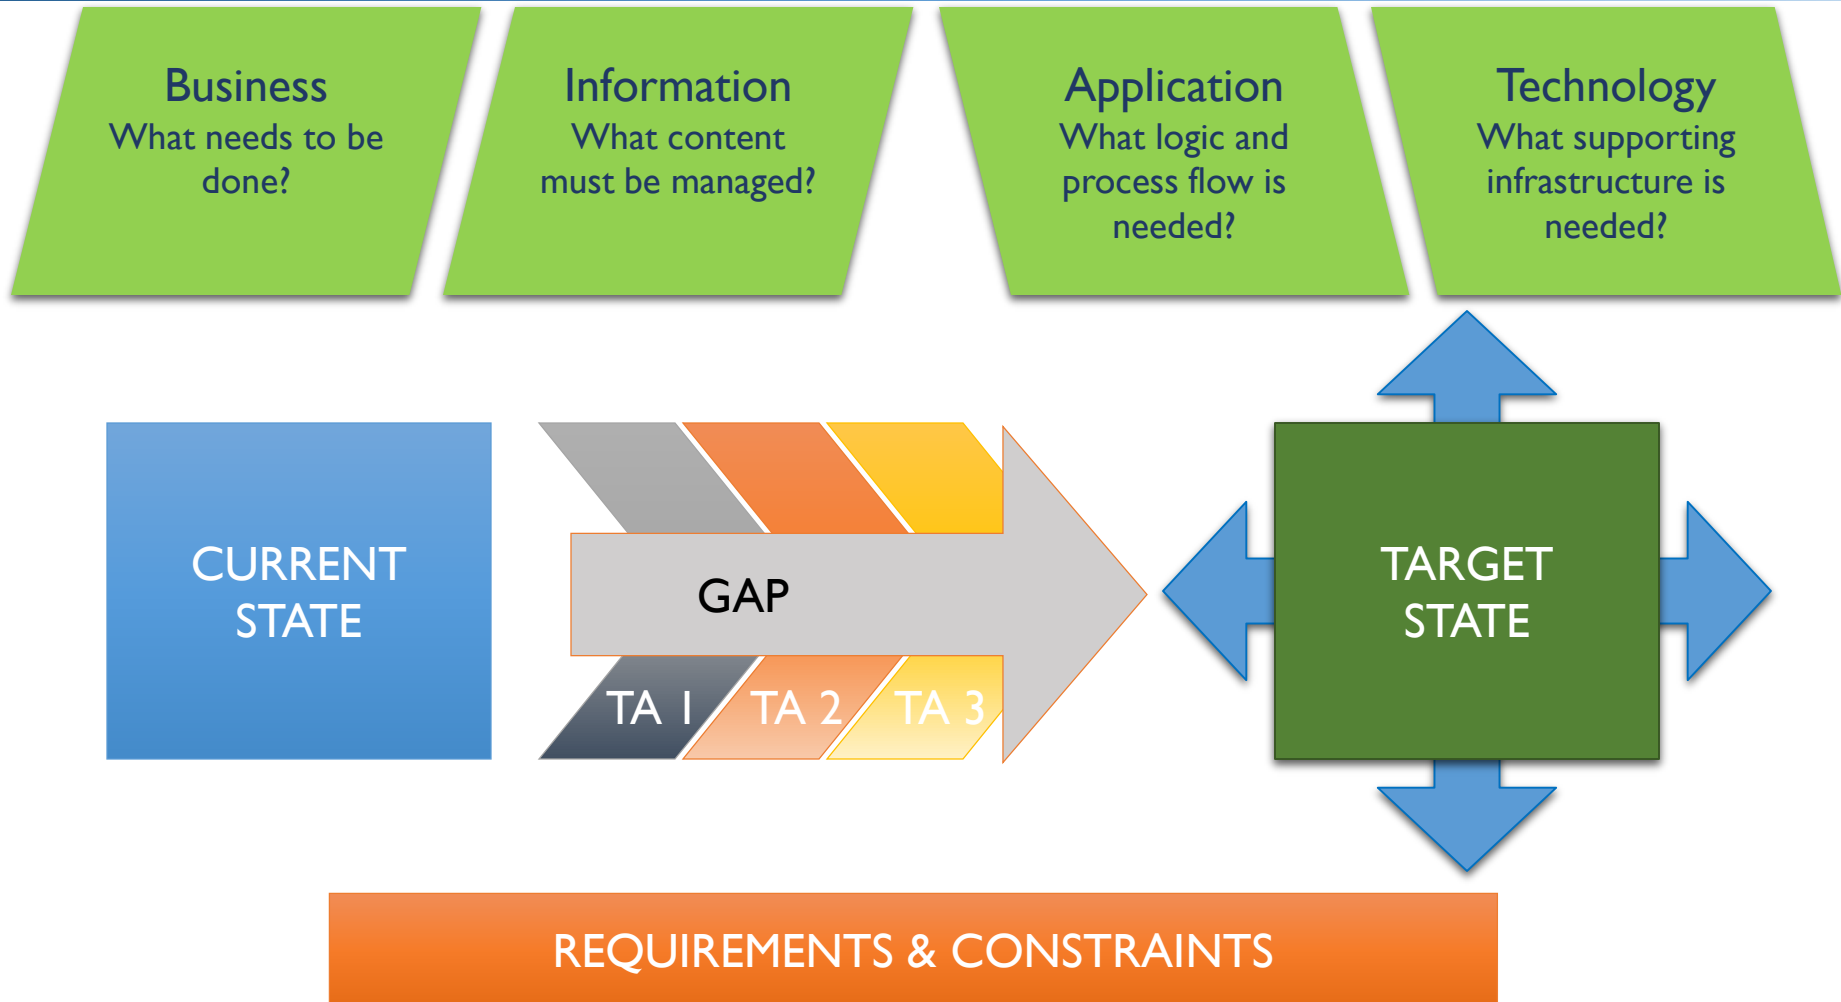 Business
What needs to be
done?
Information
What content
must be managed?
Application
What logic and
process flow is
needed?
Technology
What supporting
infrastructure is
needed?
CURRENT
STATE
GAP
TA 1
TA 2
TA 3
TARGET
STATE
REQUIREMENTS & CONSTRAINTS